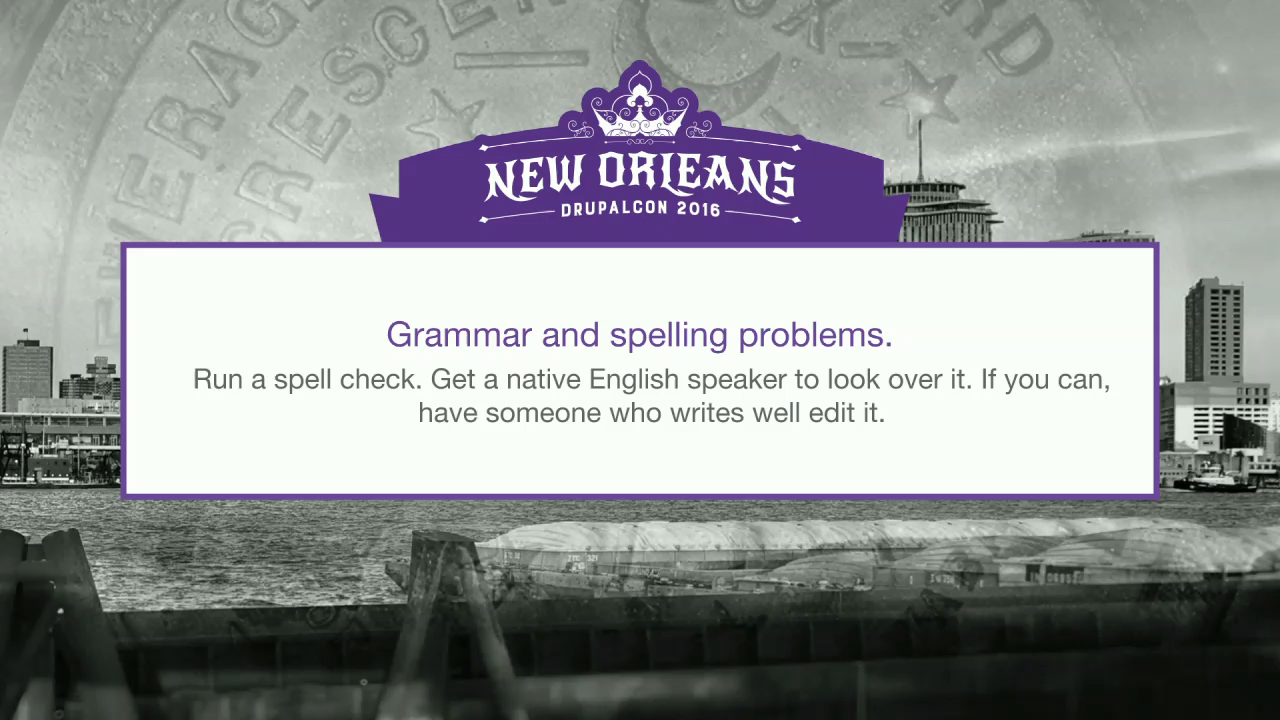 NEW ORLEANS
DRUPALCON 2016
Grammar and spelling problems.
Run a spell check. Get a native English speaker to look over it. If you can,
have someone who writes well edit it.